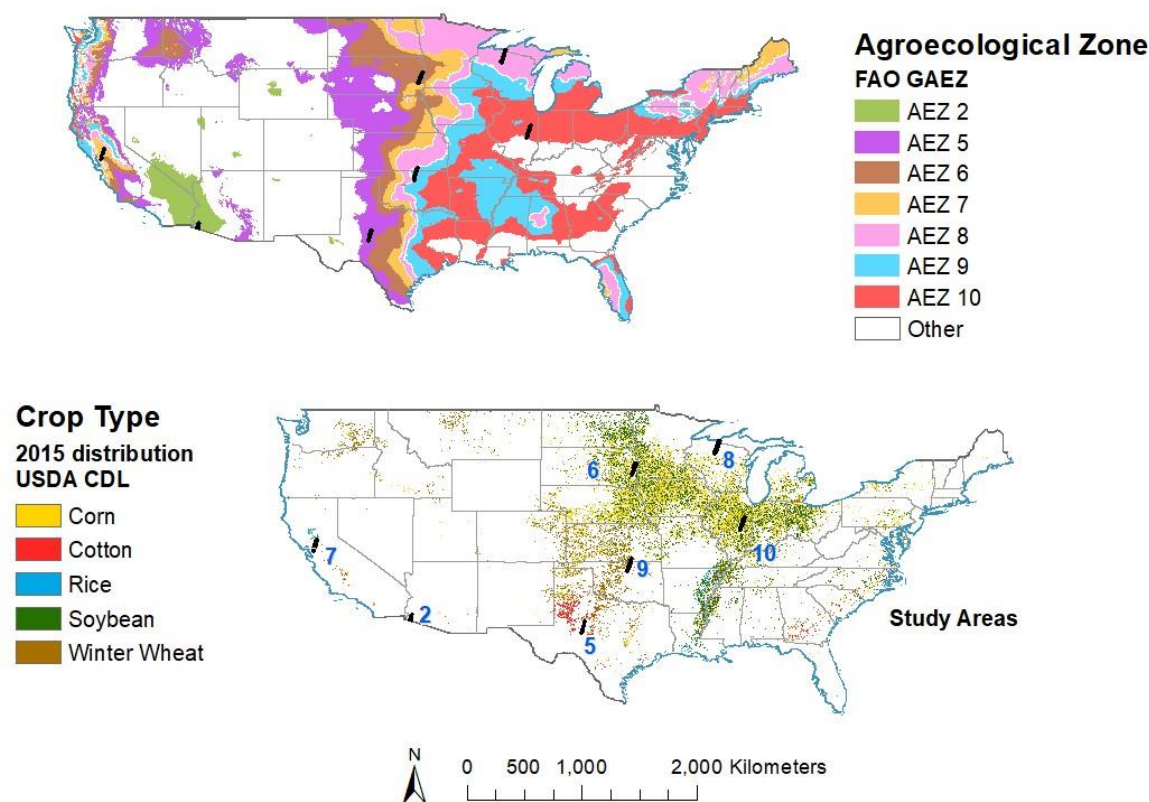 Agroecological Zone
FAO GAEZ
AEZ 2
AEZ 5
AEZ 6
AEZ 7
AEZ 8
AEZ 9
AEZ 10
Other
Crop Type
2015 distribution
USDA CDL
Corn
Cotton
Rice
Soybean
Winter Wheat
6
8
7
10
9
2
5
Study Areas
N
0 500 1,000 2,000 Kilometers